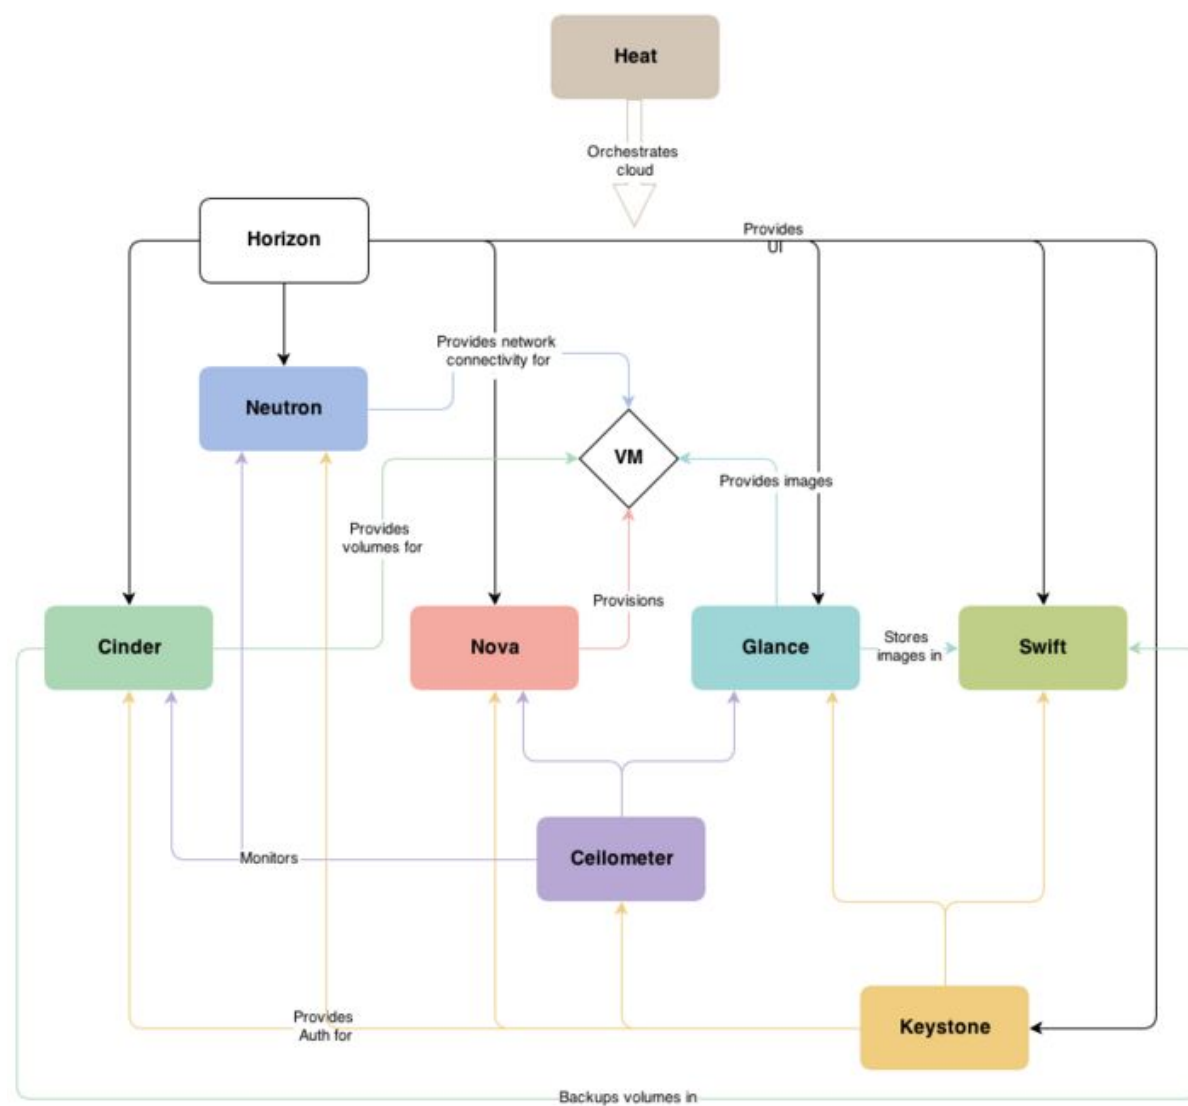 Heat
Orchestrates
cloud
Horizon
Provides
UI
Provides network
connectivity for
Neutron
VM
Provides images
Provides
volumes for
Provisions
Cinder
Nova
Glance
Stores
images in
Swift
Ceilometer
Monitors
Provides
Auth for
Keystone
Backups volumes in